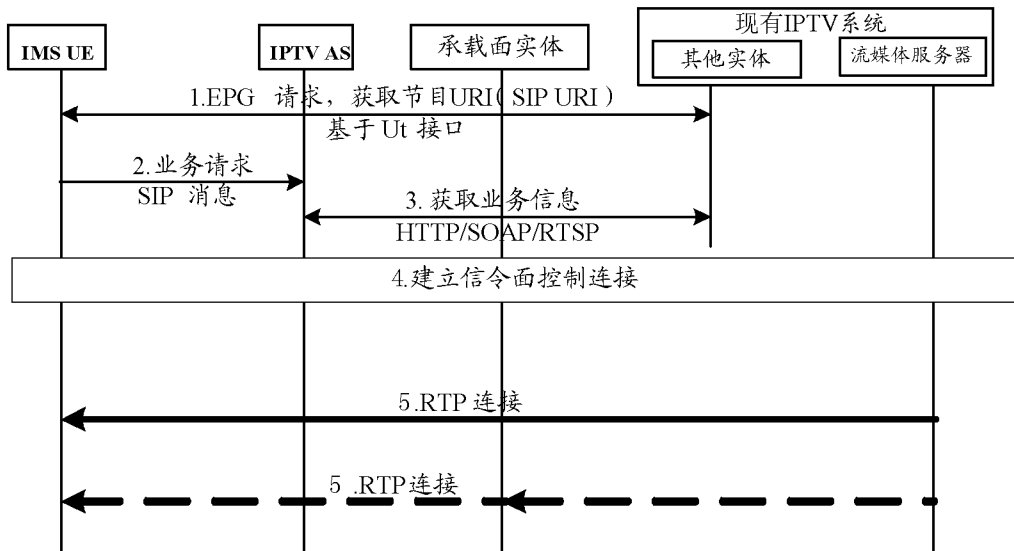 现有IPTV系统
IMS UE
IPTV AS
承载面实体
其他实体
流媒体服务器
1.EPG 请求，获取节目URI( SIP URI )
基于 Ut 接口
2.业务请求
SIP 消息
3. 获取业务信息
HTTP/SOAP/RTSP
4.建立信令面控制连接
5.RTP 连接
5 .RTP连接